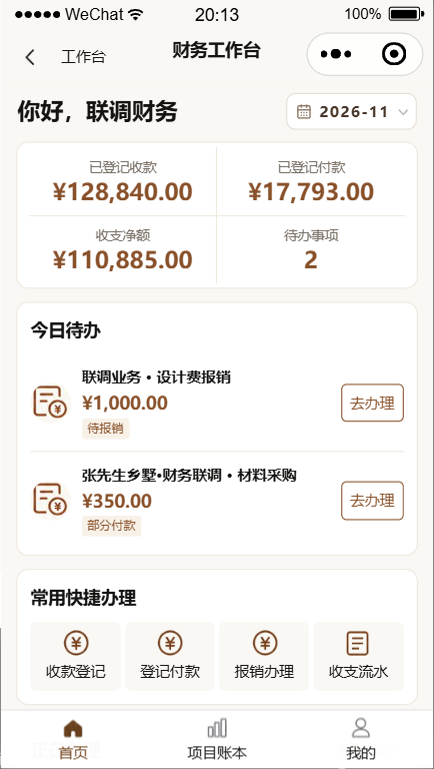 WeChat 20:13 100%
工作台 财务工作台
你好，联调财务 2026-11
已登记收款 已登记付款
¥128,840.00 ¥17,793.00
收支净额 待办事项
¥110,885.00 2
今日待办
联调业务·设计费报销
¥1,000.00 去办理
待报销
张先生乡墅·财务联调·材料采购
¥350.00 去办理
部分付款
常用快捷办理
收款登记 登记付款 报销办理 收支流水
首页 项目账本 我的